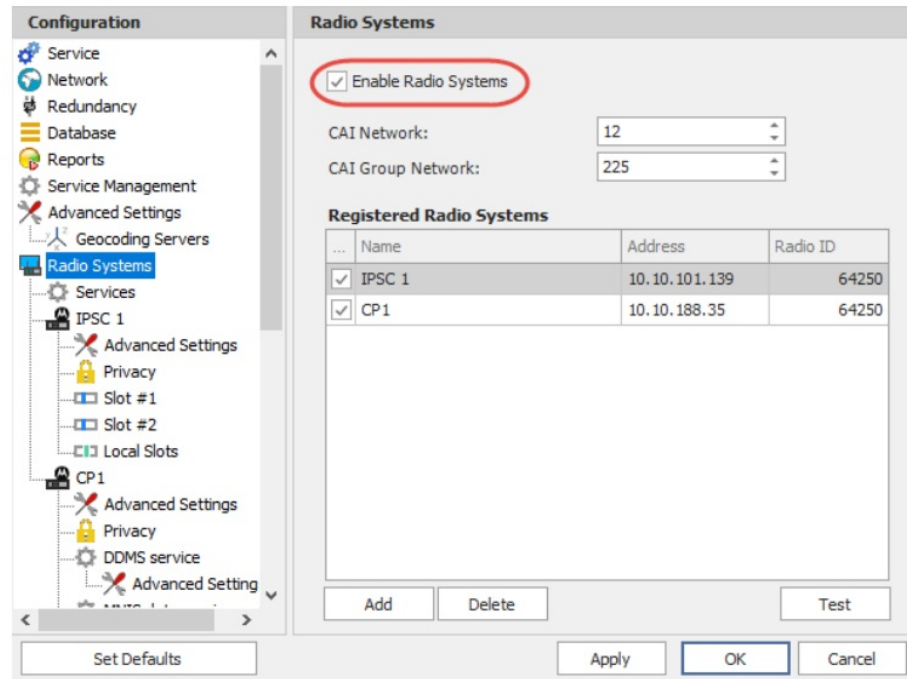 Configuration
Service
Network
Redundancy
Database
Reports
Service Management
Advanced Settings
Geocoding Servers
Radio Systems
Services
IPSC 1
Advanced Settings
Privacy
Slot #1
Slot #2
Local Slots
CP1
Advanced Settings
Privacy
DDMS service
Advanced Setting
Set Defaults
Radio Systems
Enable Radio Systems
CAI Network: 12
CAI Group Network: 225
Registered Radio Systems
... Name Address Radio ID
IPSC 1 10.10.101.139 64250
CP1 10.10.188.35 64250
Add Delete Test
Apply OK Cancel